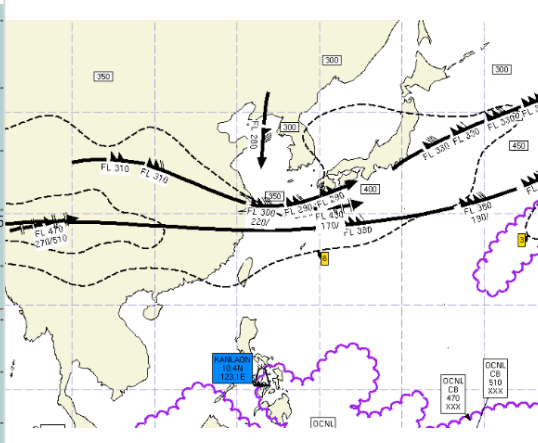 300
350
300
FL 280
300
FL 330
FL 330
FL 330
450
FL 310
FL 310
350
400
FL 300
220/
FL 290
FL 290
FL 430
170/
FL 380
FL 350
190/
FL 470
270/510
6
3
KANLAON
10.4N
123.1E
OCNL
CB
470
XXX
OCNL
CB
510
XXX
OCNL